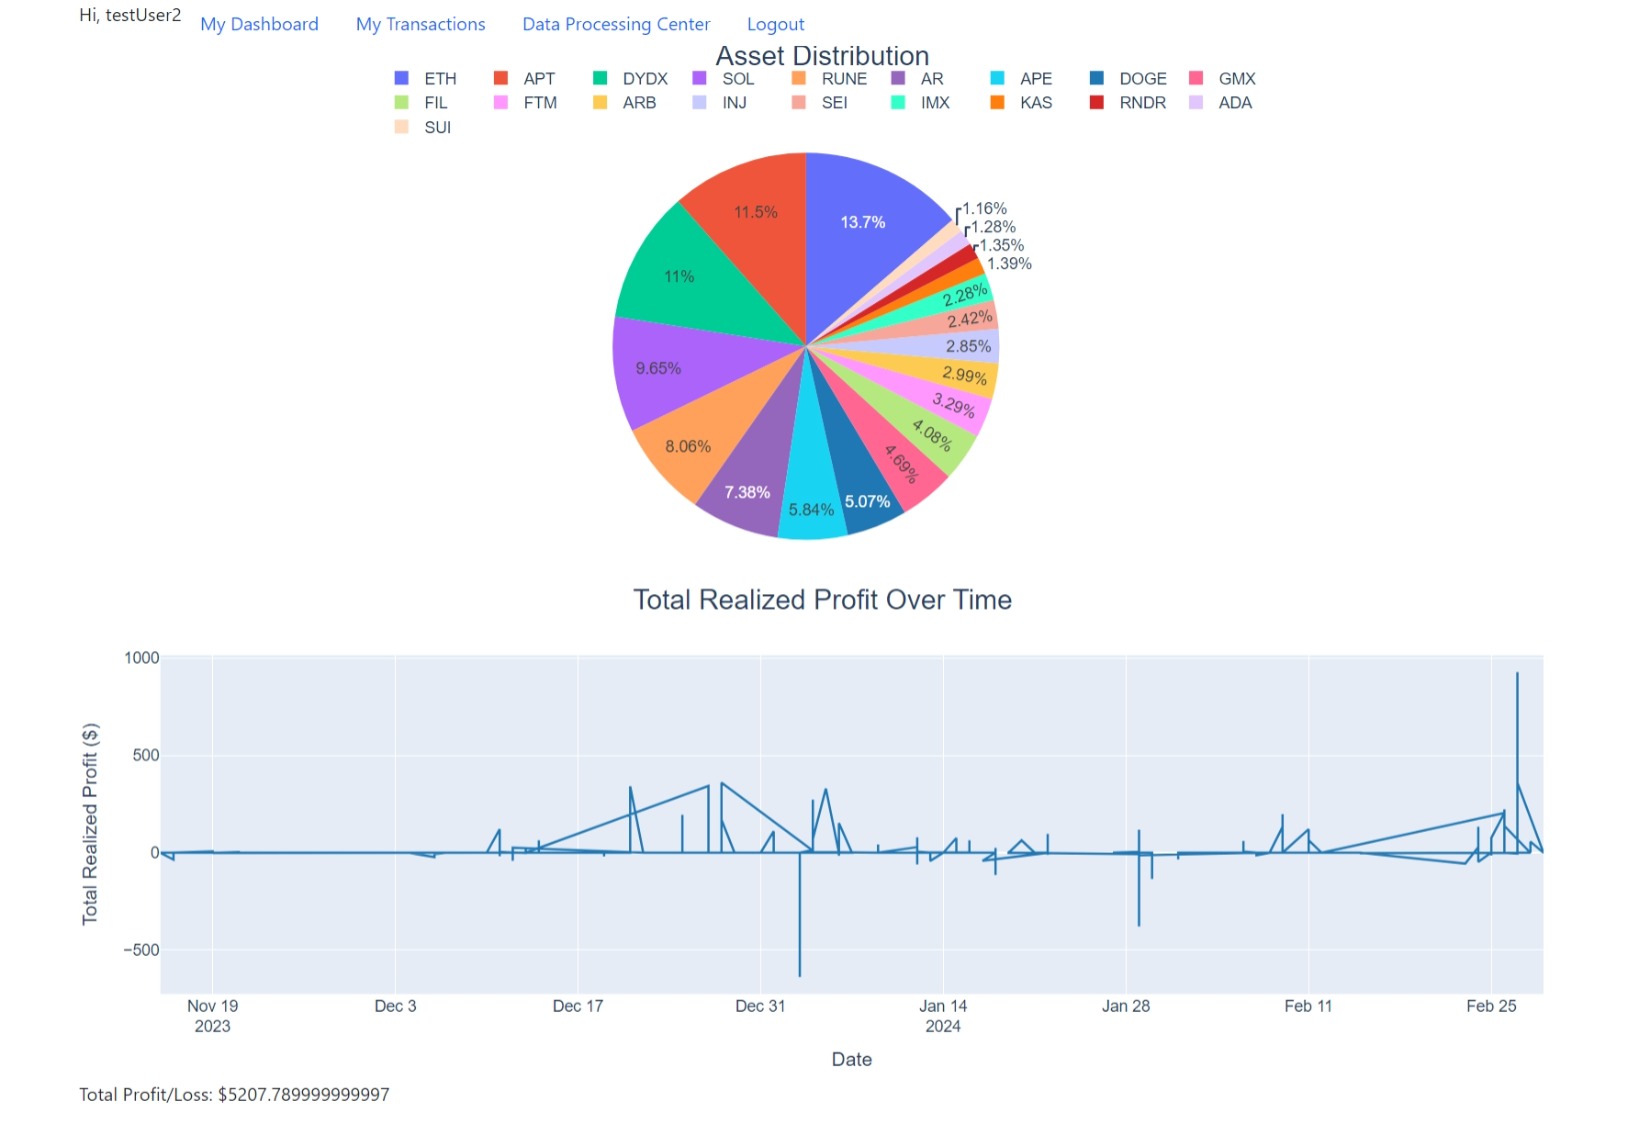 Hi, testUser2 My Dashboard My Transactions Data Processing Center Logout
Asset Distribution
ETH APT DYDX SOL RUNE AR APE DOGE GMX
FIL FTM ARB INJ SEI IMX KAS RNDR ADA
SUI
11.5% 13.7% 1.16%
1.28%
1.35%
1.39%
11% 2.28%
2.42%
2.85%
9.65% 2.99%
3.29%
8.06% 4.08%
4.69%
7.38% 5.84% 5.07%
Total Realized Profit Over Time
Total Realized Profit ($)
1000
500
0
−500
Nov 19 Dec 3 Dec 17 Dec 31 Jan 14 Jan 28 Feb 11 Feb 25
2023 2024
Date
Total Profit/Loss: $5207.789999999997